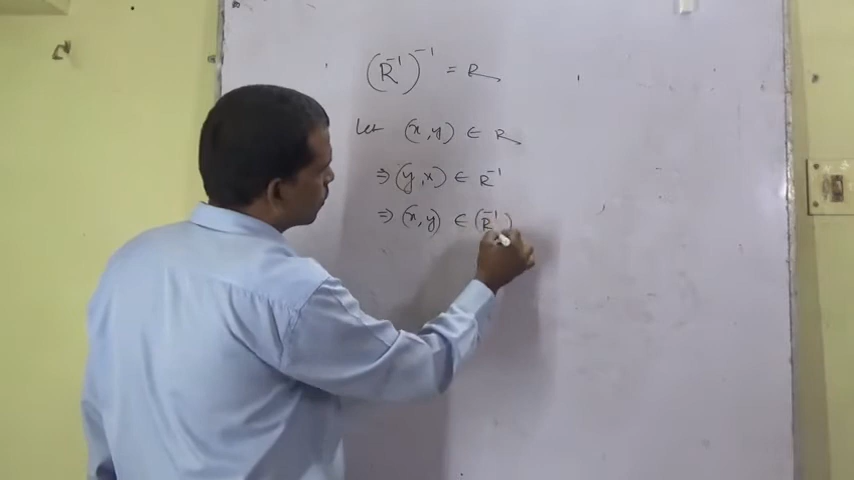 (R⁻¹)⁻¹ = R
Let (x,y) ∈ R
⇒ (y,x) ∈ R⁻¹
⇒ (x,y) ∈ (R⁻¹)